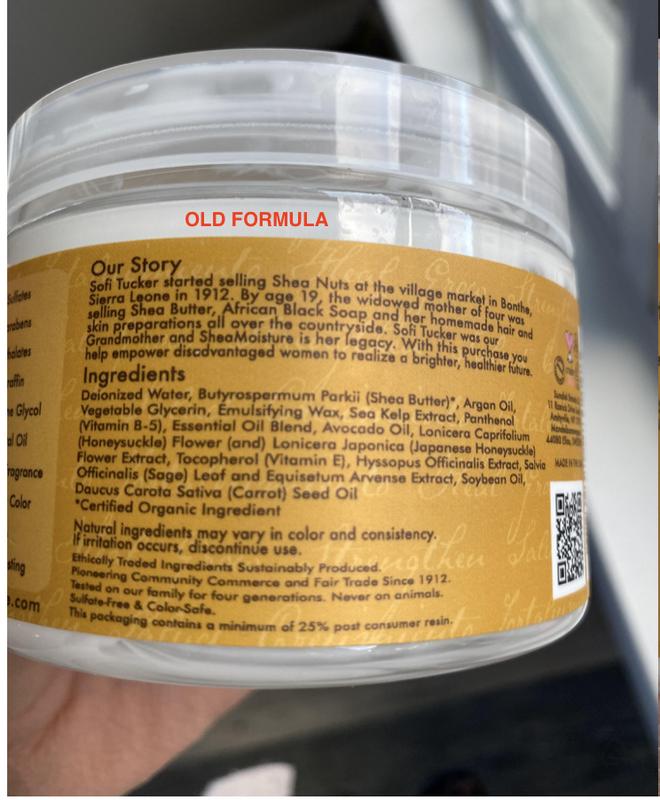 OLD FORMULA
Our Story
Sofi Tucker started selling Shea Nuts at the village market in Bonthe,
Sierra Leone in 1912. By age 19, the widowed mother of four was
selling Shea Butter, African Black Soap and her homemade hair and
skin preparations all over the countryside. Sofi Tucker was our
Grandmother and SheaMoisture is her legacy. With this purchase you
help empower disdvantaged women to realize a brighter, healthier future.
Ingredients
Deionized Water, Butyrospermum Parkii (Shea Butter)*, Argan Oil,
Vegetable Glycerin, Emulsifying Wax, Sea Kelp Extract, Panthenol
(Vitamin B-5), Essential Oil Blend, Avocado Oil, Lonicera Caprifolium
(Honeysuckle) Flower (and) Lonicera Japonica (Japanese Honeysuckle)
Flower Extract, Tocopherol (Vitamin E), Hyssopus Officinalis Extract, Salvia
Officinalis (Sage) Leaf and Equisetum Arvense Extract, Soybean Oil,
Daucus Carota Sativa (Carrot) Seed Oil
*Certified Organic Ingredient
Natural ingredients may vary in color and consistency.
If irritation occurs, discontinue use.
Ethically Traded Ingredients Sustainably Produced.
Pioneering Community Commerce and Fair Trade Since 1912.
Tested on our family for four generations. Never on animals.
Sulfate-Free & Color-Safe.
This packaging contains a minimum of 25% post consumer resin.
Sulfates
Glycol
Oil
Color
.com
MADE IN